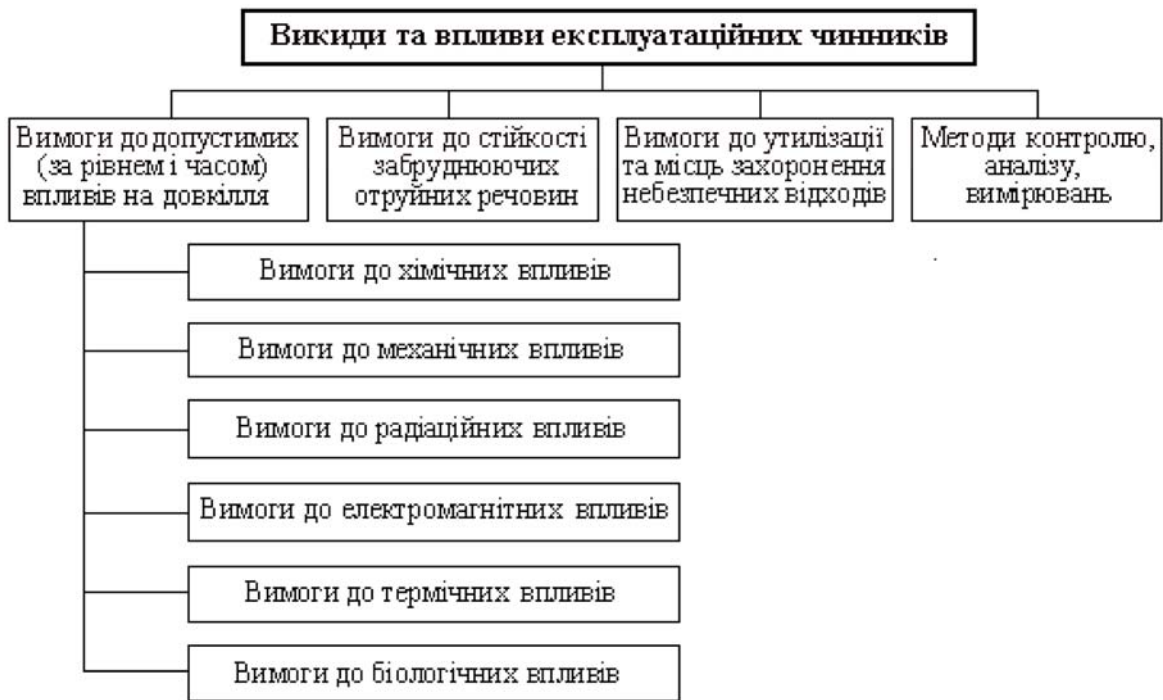 Викиди та впливи експлуатаційних чинників
Вимоги до допустимих
(за рівнем і часом)
впливів на довкілля
Вимоги до стійкості
забруднюючих
отруйних речовин
Вимоги до утилізації
та місць захоронення
небезпечних відходів
Методи контролю,
аналізу,
вимірювань
Вимоги до хімічних впливів
Вимоги до механічних впливів
Вимоги до радіаційних впливів
Вимоги до електромагнітних впливів
Вимоги до термічних впливів
Вимоги до біологічних впливів